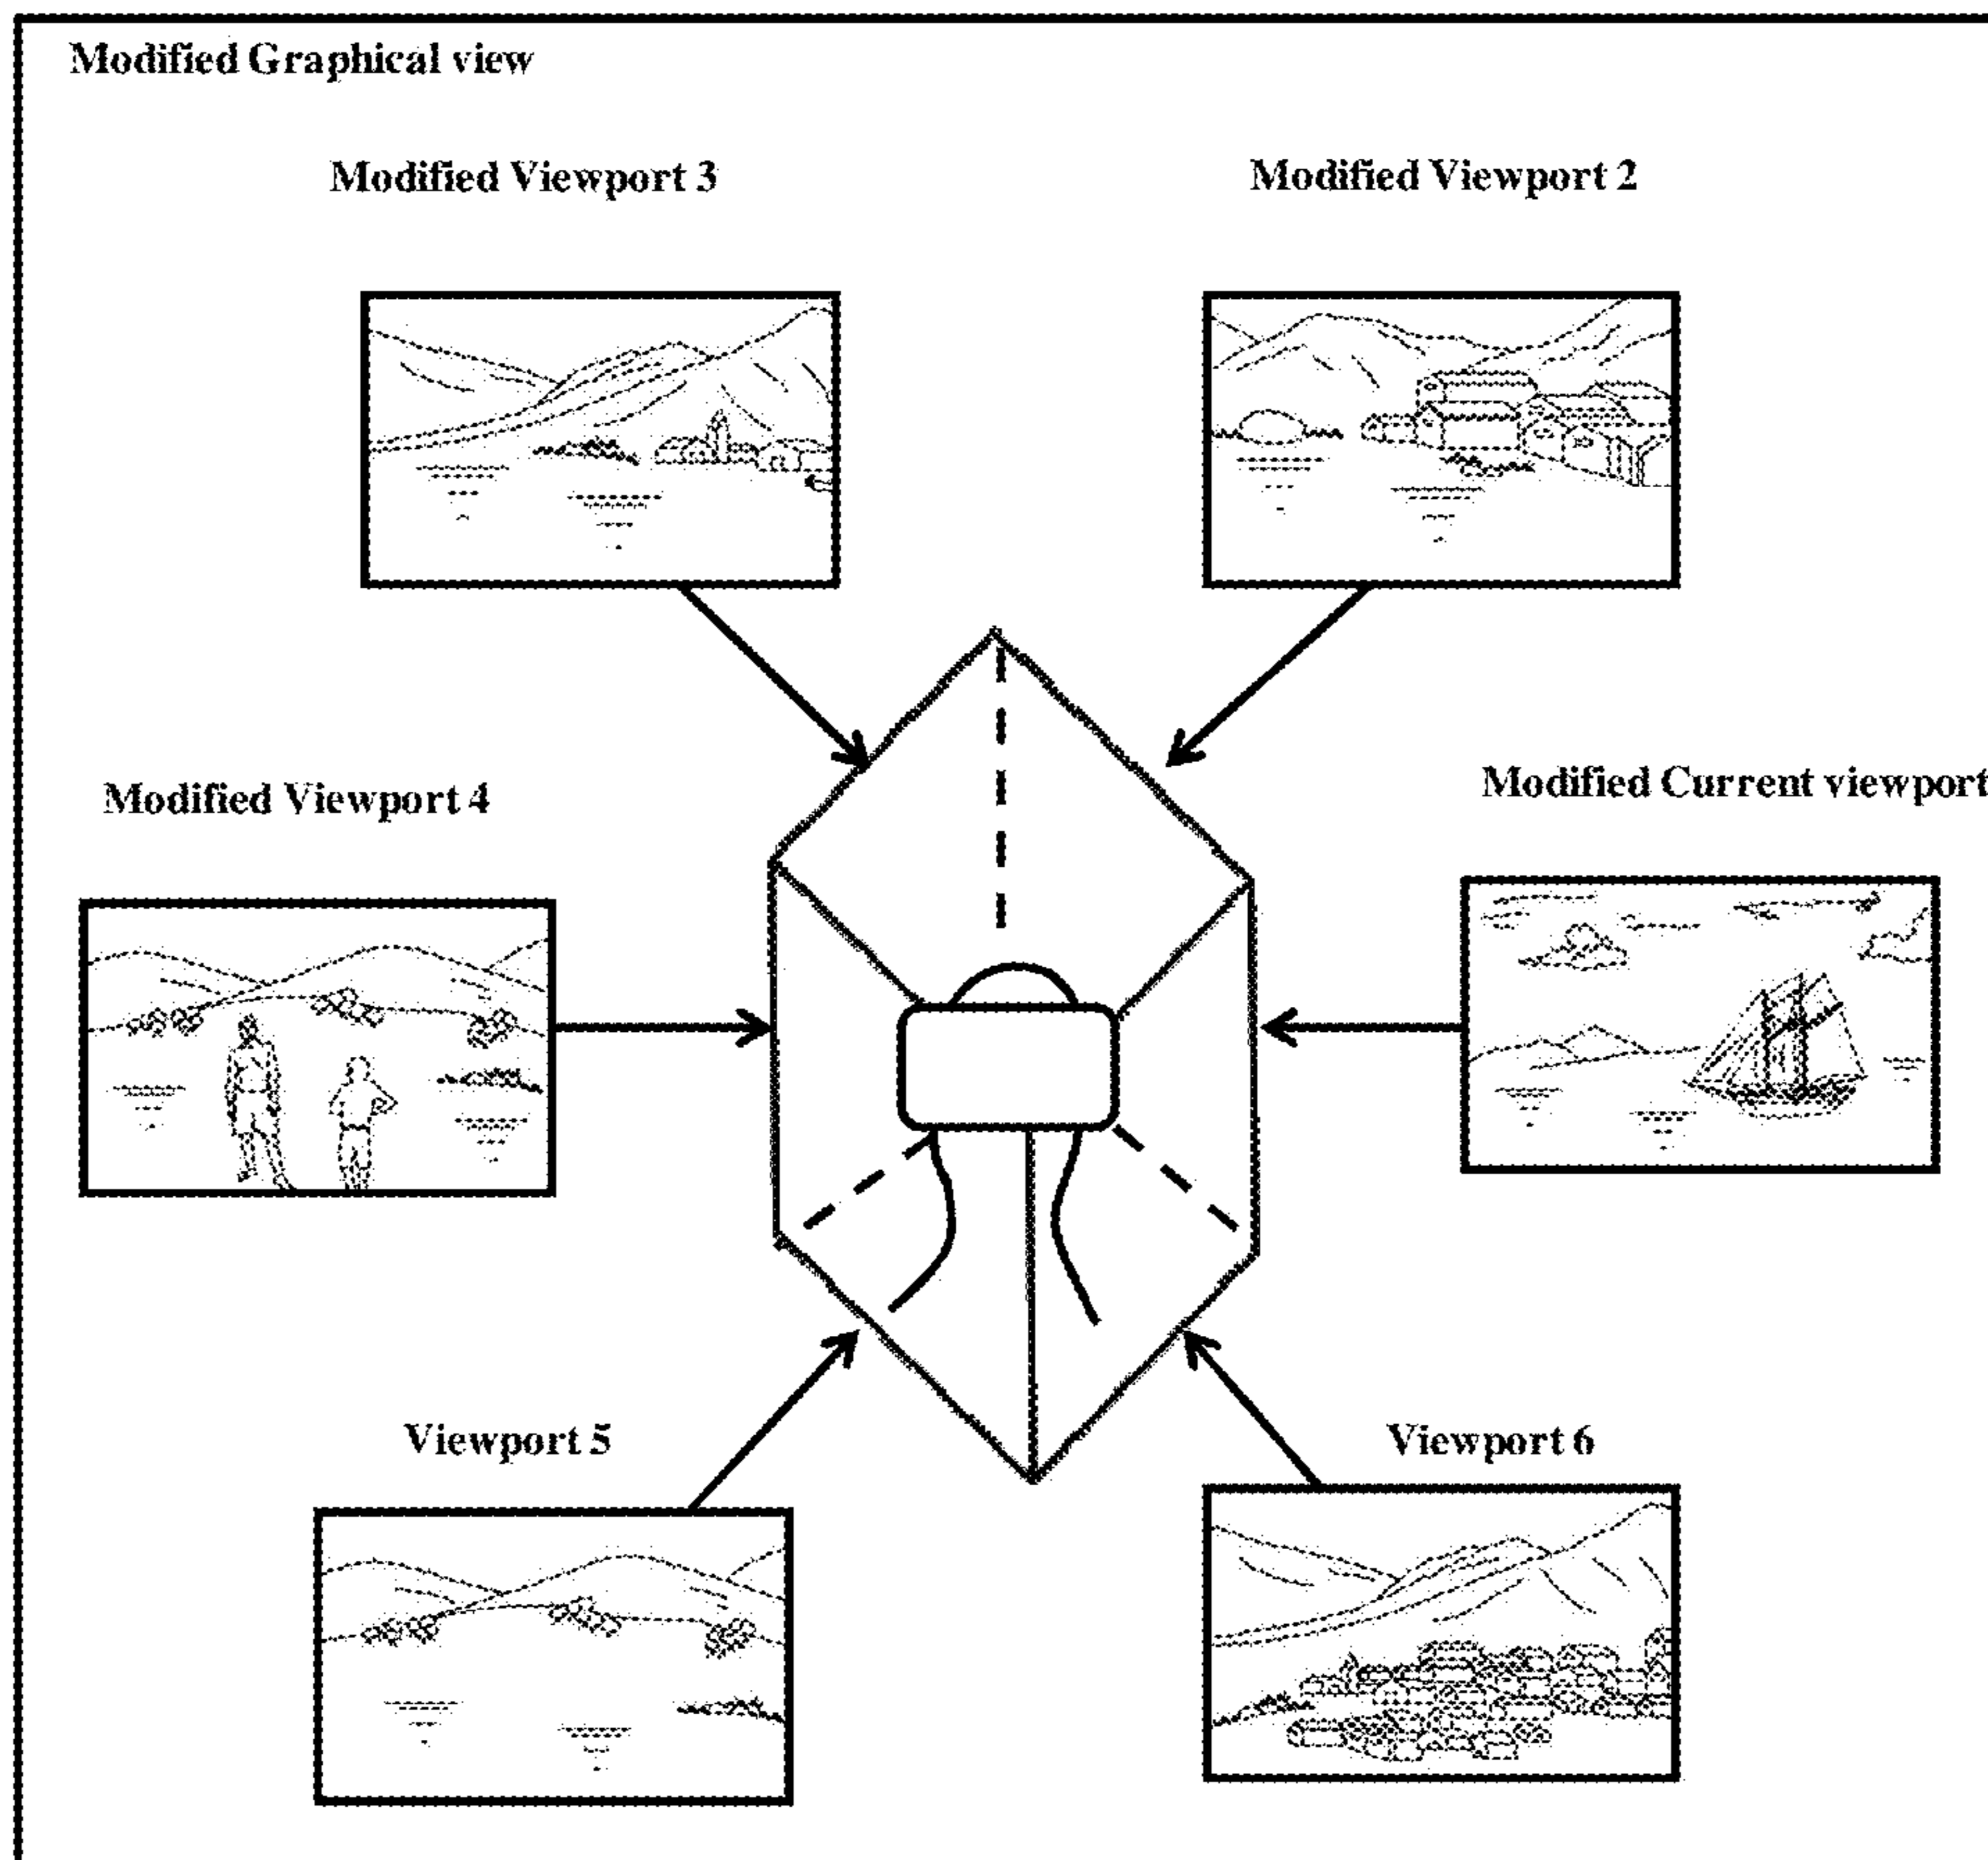 Modified Graphical view
Modified Viewport 3
Modified Viewport 2
Modified Viewport 4
Modified Current viewport
Viewport 5
Viewport 6